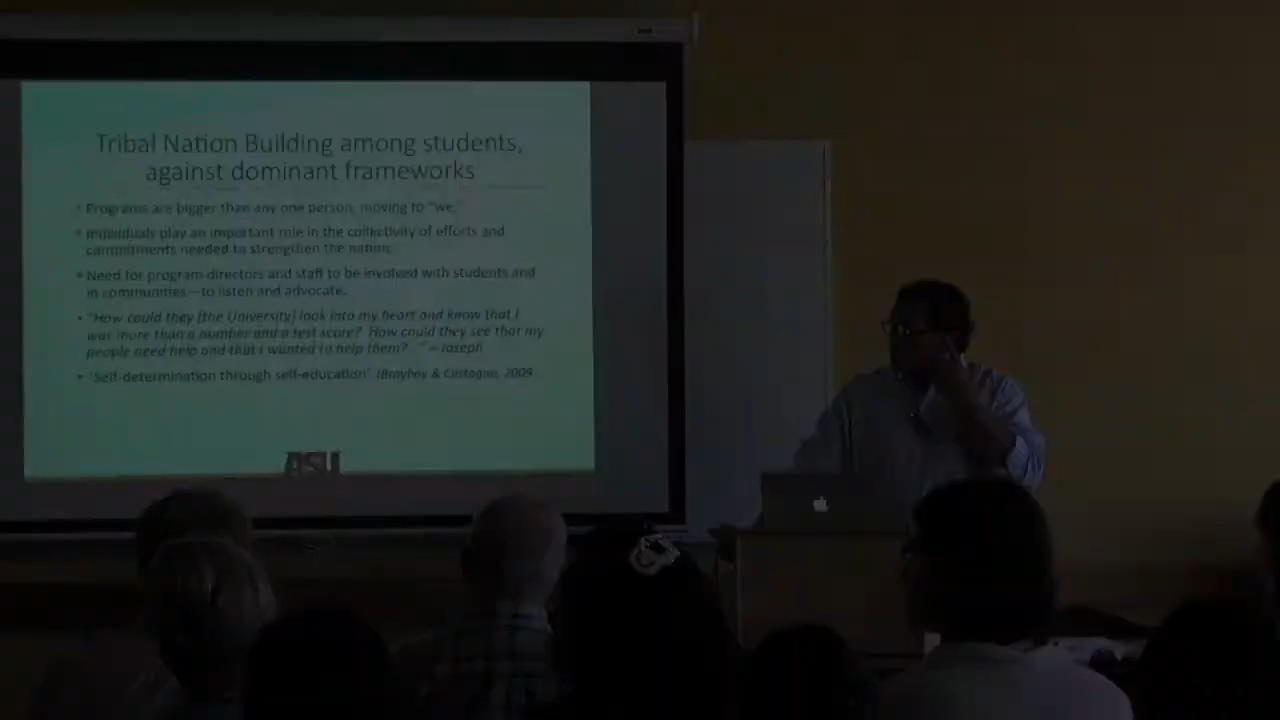 Tribal Nation Building among students,
against dominant frameworks
• Programs are bigger than any one person, moving to "we."
• Individuals play an important role in the collectivity of efforts and
commitments needed to strengthen the nation.
• Need for program directors and staff to be involved with students and
in communities—to listen and advocate.
• "How could they [the University] look into my heart and know that I
was more than a number and a test score? How could they see that my
people need help and that I wanted to help them? " – Joseph
• "Self-determination through self-education" (Brayboy & Castagno, 2009
ASU